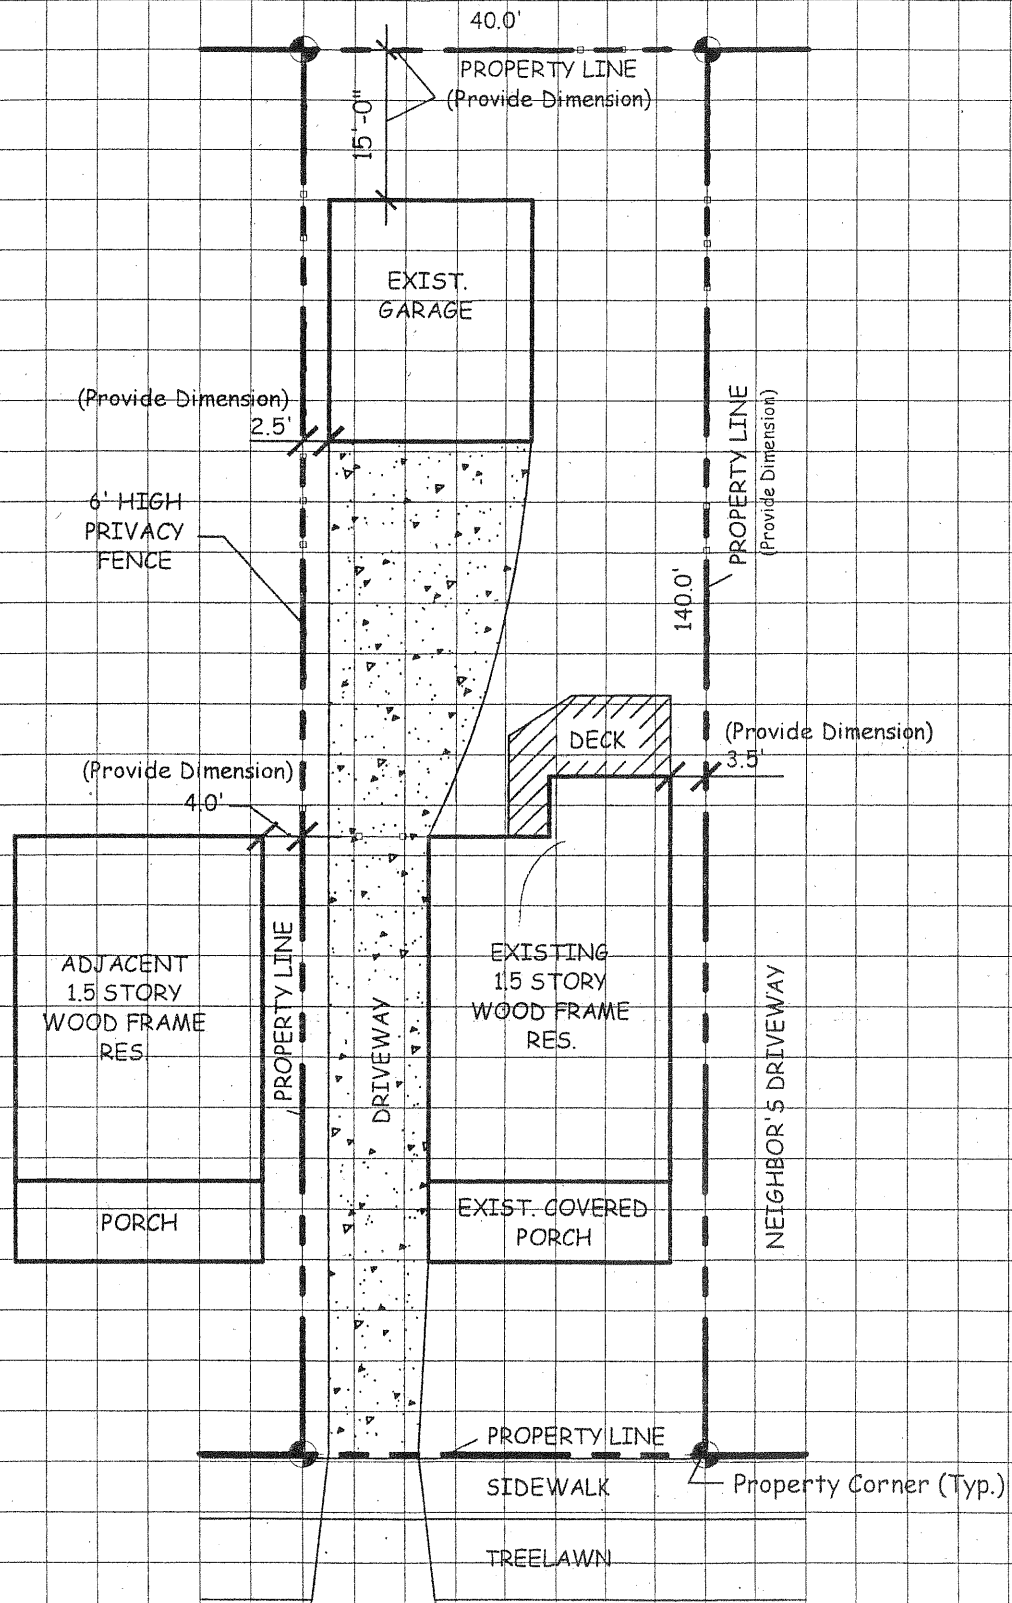 40.0'
PROPERTY LINE
(Provide Dimension)
15'-0"
EXIST.
GARAGE
(Provide Dimension)
2.5'
6' HIGH
PRIVACY
FENCE
PROPERTY LINE
(Provide Dimension)
140.0'
DECK
(Provide Dimension)
3.5'
(Provide Dimension)
4.0'
ADJACENT
1.5 STORY
WOOD FRAME
RES.
PROPERTY LINE
DRIVEWAY
EXISTING
1.5 STORY
WOOD FRAME
RES.
NEIGHBOR'S DRIVEWAY
PORCH
EXIST. COVERED
PORCH
PROPERTY LINE
SIDEWALK
Property Corner (Typ.)
TREELAWN